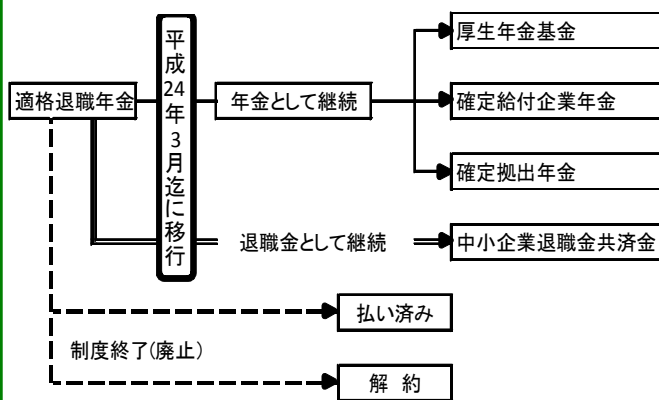 適格退職年金
平成24年3月迄に移行
年金として継続
厚生年金基金
確定給付企業年金
確定拠出年金
退職金として継続
中小企業退職金共済金
払い済み
制度終了(廃止)
解 約